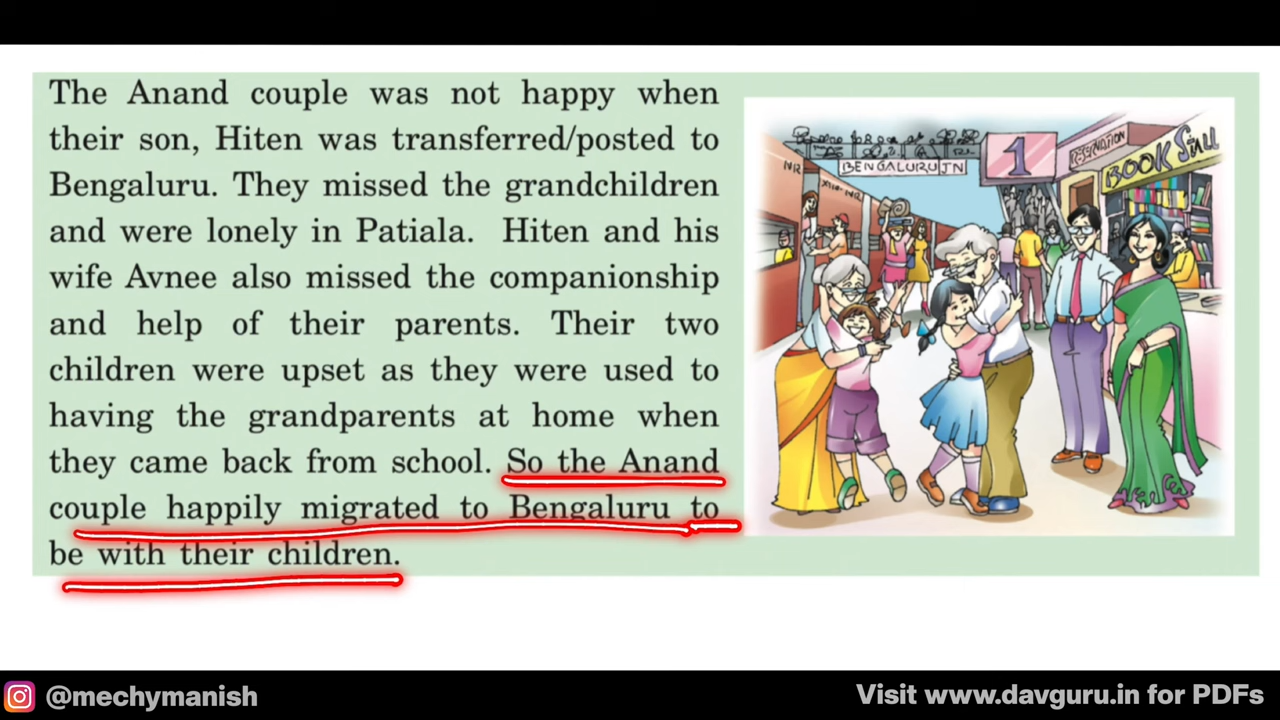 The Anand couple was not happy when
their son, Hiten was transferred/posted to
Bengaluru. They missed the grandchildren
and were lonely in Patiala. Hiten and his
wife Avnee also missed the companionship
and help of their parents. Their two
children were upset as they were used to
having the grandparents at home when
they came back from school. So the Anand
couple happily migrated to Bengaluru to
be with their children.
BENGALURU JN
1
RESERVATION
BOOK Stall
NR
NR
@mechymanish
Visit www.davguru.in for PDFs